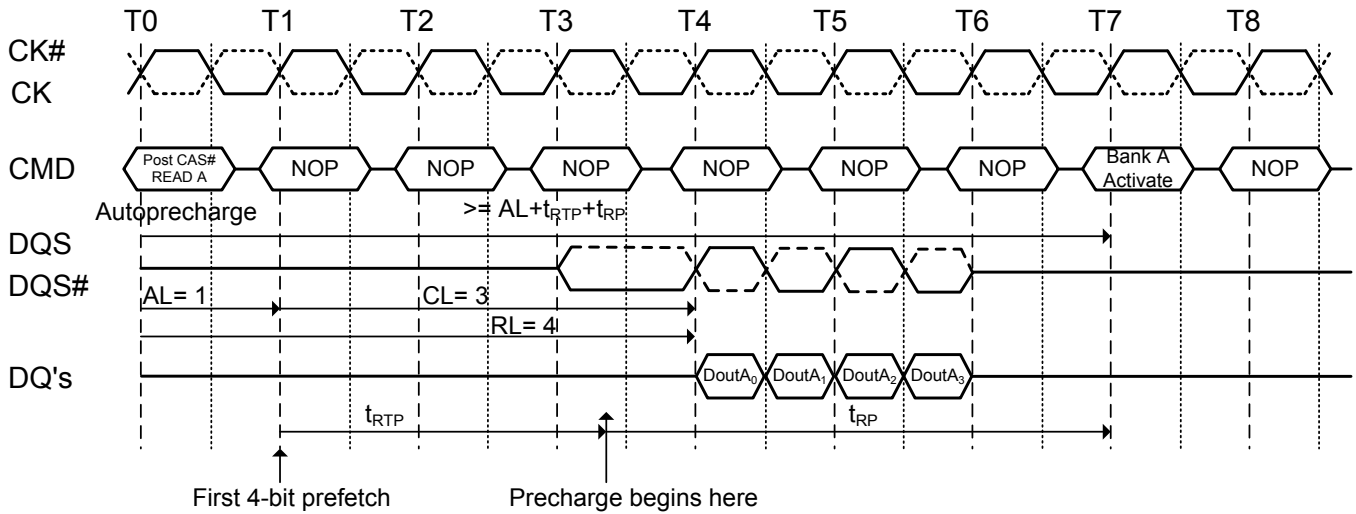 T0 T1 T2 T3 T4 T5 T6 T7 T8
CK#
CK
CMD
Post CAS#
READ A
NOP NOP NOP NOP NOP NOP
Bank A
Activate
NOP
Autoprecharge
>= AL+tRTP+tRP
DQS
DQS#
AL= 1
CL= 3
RL= 4
DQ's
DoutA0 DoutA1 DoutA2 DoutA3
tRTP
tRP
First 4-bit prefetch
Precharge begins here